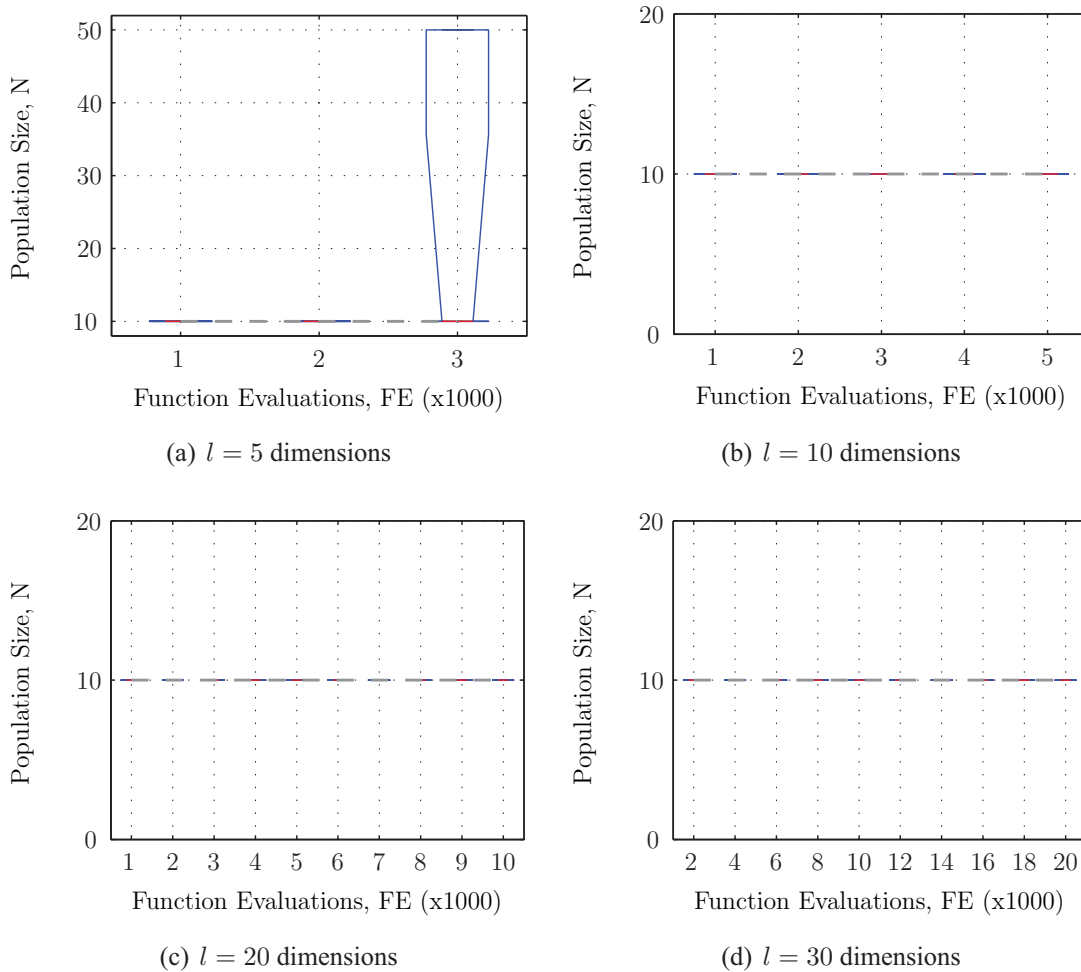 50
40
30
20
10
Population Size, N
1 2 3
Function Evaluations, FE (x1000)
(a) l = 5 dimensions
20
10
0
Population Size, N
1 2 3 4 5
Function Evaluations, FE (x1000)
(b) l = 10 dimensions
20
10
0
Population Size, N
1 2 3 4 5 6 7 8 9 10
Function Evaluations, FE (x1000)
(c) l = 20 dimensions
20
10
0
Population Size, N
2 4 6 8 10 12 14 16 18 20
Function Evaluations, FE (x1000)
(d) l = 30 dimensions